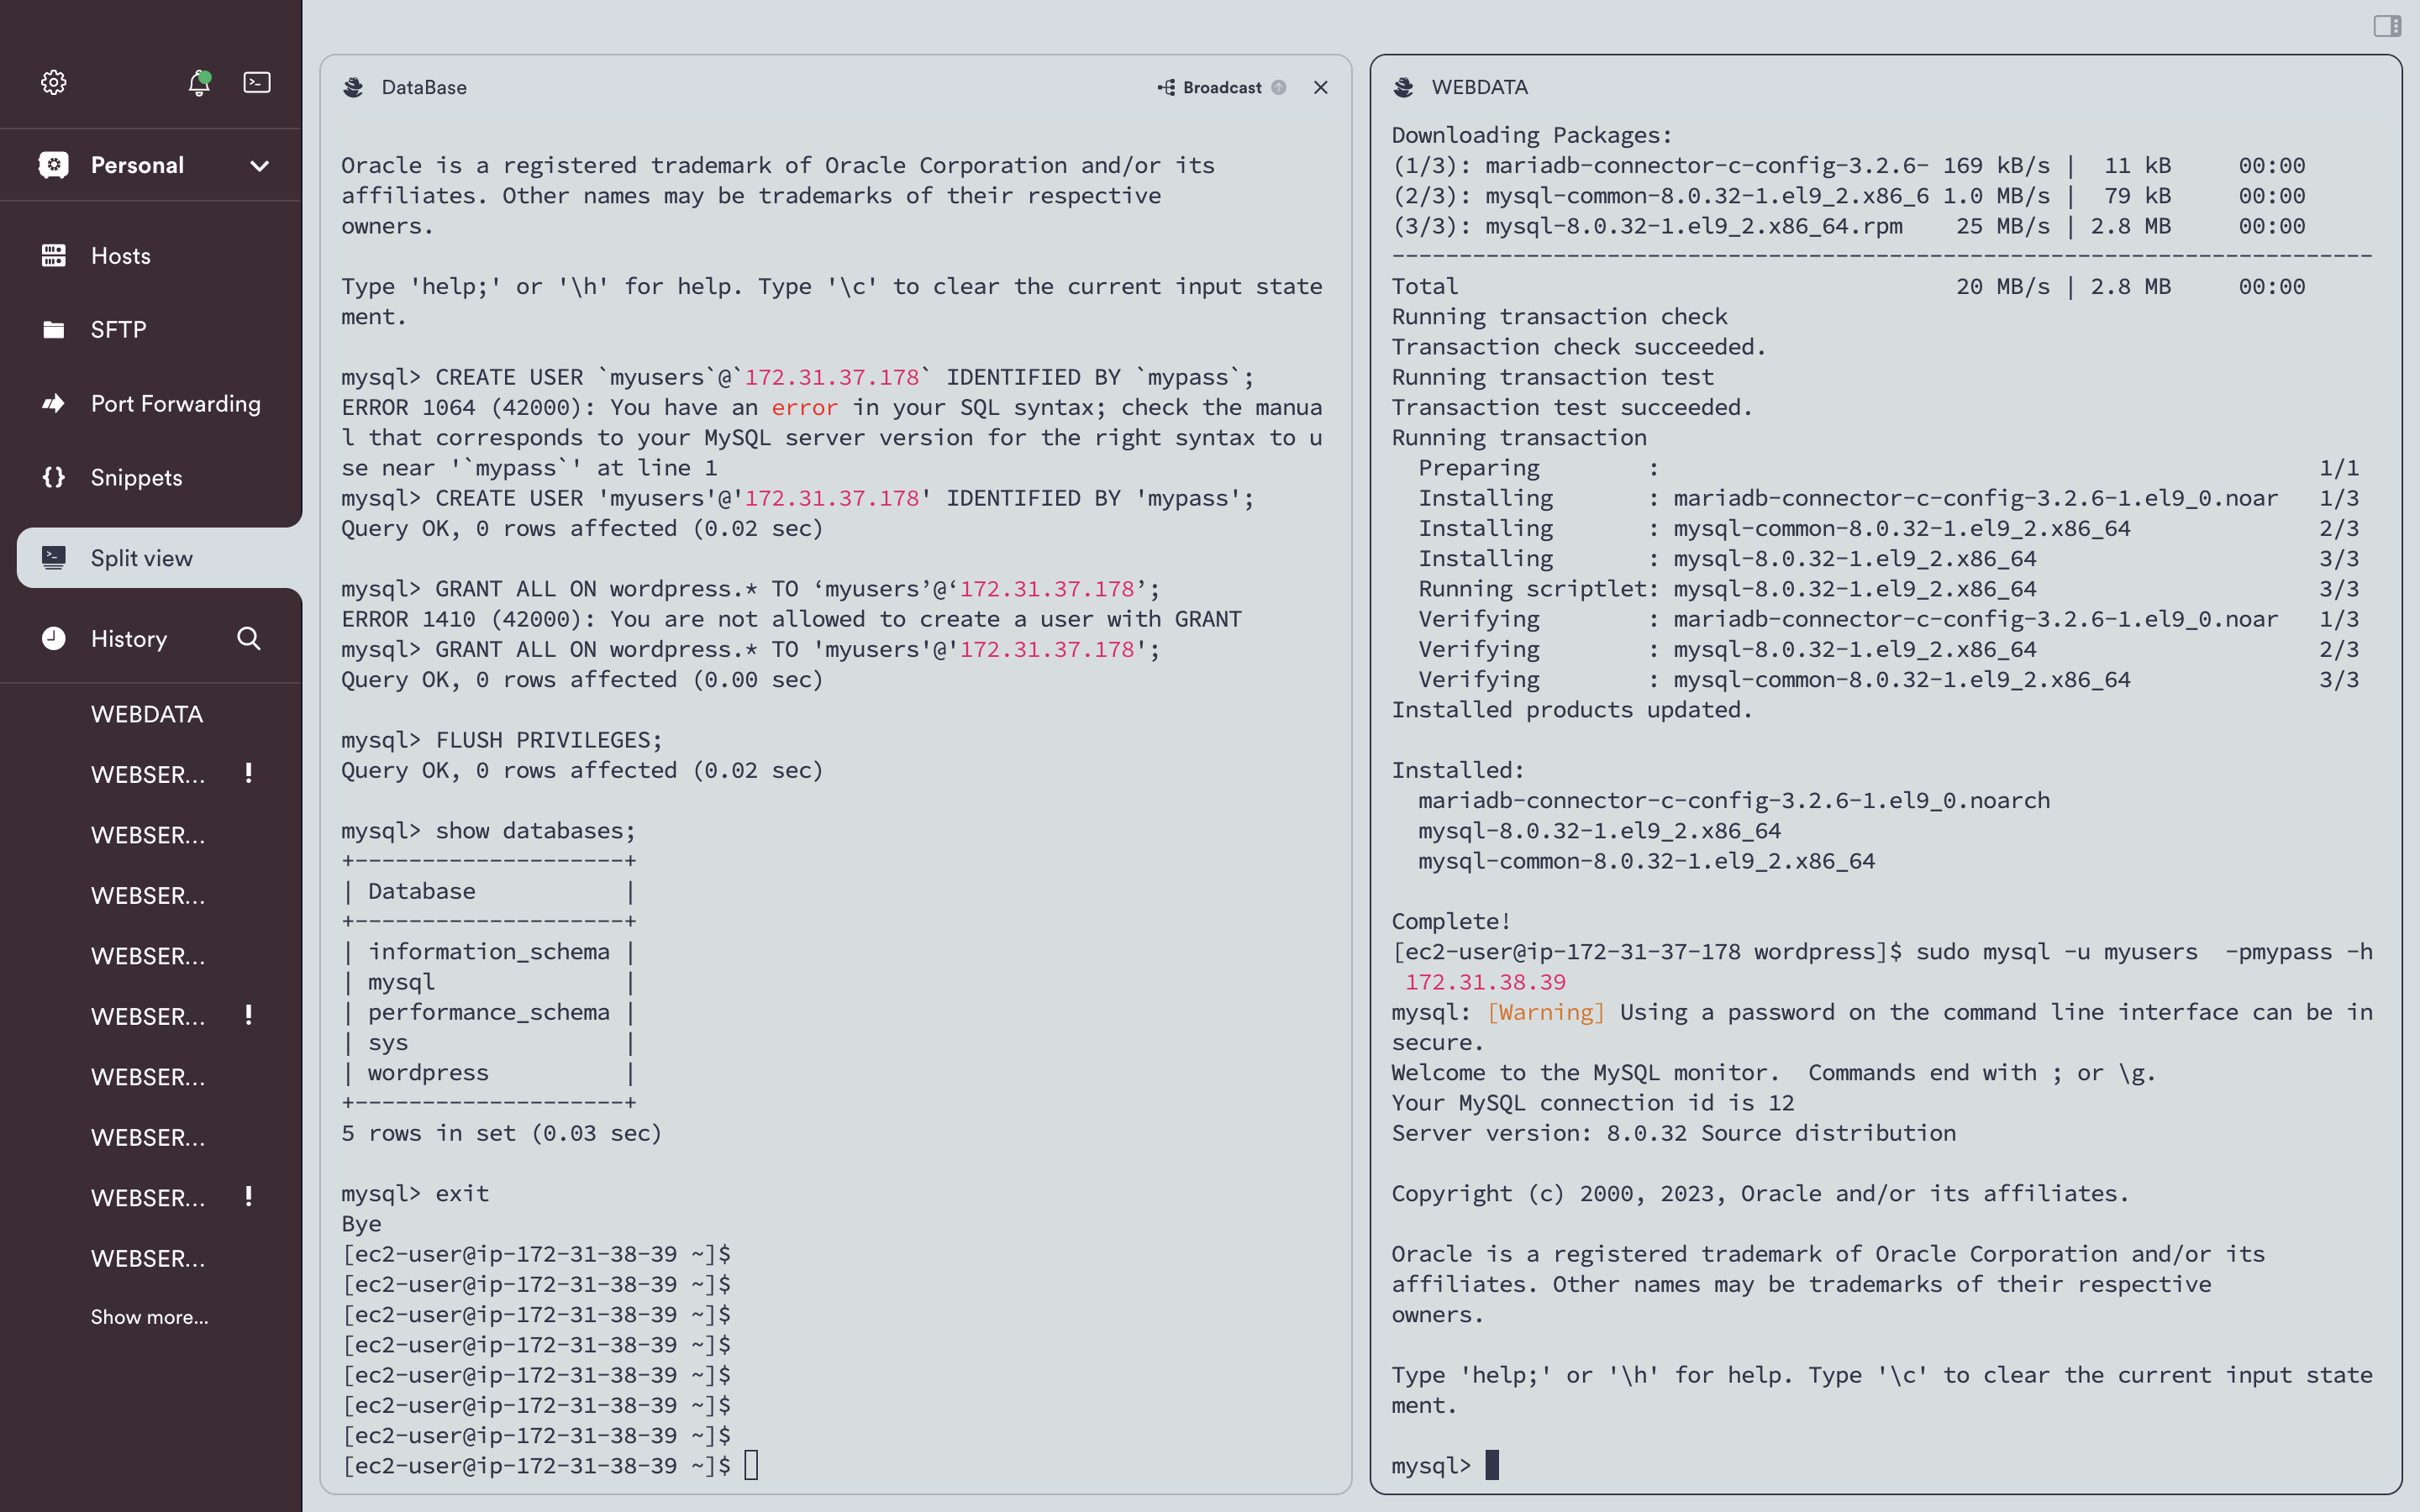 Personal
Hosts
SFTP
Port Forwarding
Snippets
Split view
History
WEBDATA
WEBSER... !
WEBSER...
WEBSER...
WEBSER...
WEBSER... !
WEBSER...
WEBSER...
WEBSER... !
WEBSER...
Show more...
DataBase
Broadcast
Oracle is a registered trademark of Oracle Corporation and/or its
affiliates. Other names may be trademarks of their respective
owners.
Type 'help;' or '\h' for help. Type '\c' to clear the current input state
ment.
mysql> CREATE USER `myusers`@`172.31.37.178` IDENTIFIED BY `mypass`;
ERROR 1064 (42000): You have an error in your SQL syntax; check the manua
l that corresponds to your MySQL server version for the right syntax to u
se near '`mypass`' at line 1
mysql> CREATE USER 'myusers'@'172.31.37.178' IDENTIFIED BY 'mypass';
Query OK, 0 rows affected (0.02 sec)
mysql> GRANT ALL ON wordpress.* TO ‘myusers’@‘172.31.37.178’;
ERROR 1410 (42000): You are not allowed to create a user with GRANT
mysql> GRANT ALL ON wordpress.* TO 'myusers'@'172.31.37.178';
Query OK, 0 rows affected (0.00 sec)
mysql> FLUSH PRIVILEGES;
Query OK, 0 rows affected (0.02 sec)
mysql> show databases;
+--------------------+
| Database           |
+--------------------+
| information_schema |
| mysql              |
| performance_schema |
| sys                |
| wordpress          |
+--------------------+
5 rows in set (0.03 sec)
mysql> exit
Bye
[ec2-user@ip-172-31-38-39 ~]$
[ec2-user@ip-172-31-38-39 ~]$
[ec2-user@ip-172-31-38-39 ~]$
[ec2-user@ip-172-31-38-39 ~]$
[ec2-user@ip-172-31-38-39 ~]$
[ec2-user@ip-172-31-38-39 ~]$
[ec2-user@ip-172-31-38-39 ~]$
[ec2-user@ip-172-31-38-39 ~]$
WEBDATA
Downloading Packages:
(1/3): mariadb-connector-c-config-3.2.6- 169 kB/s |  11 kB     00:00
(2/3): mysql-common-8.0.32-1.el9_2.x86_6 1.0 MB/s |  79 kB     00:00
(3/3): mysql-8.0.32-1.el9_2.x86_64.rpm    25 MB/s | 2.8 MB     00:00
-------------------------------------------------------------------------
Total                                     20 MB/s | 2.8 MB     00:00
Running transaction check
Transaction check succeeded.
Running transaction test
Transaction test succeeded.
Running transaction
  Preparing        :                                                 1/1
  Installing       : mariadb-connector-c-config-3.2.6-1.el9_0.noar   1/3
  Installing       : mysql-common-8.0.32-1.el9_2.x86_64              2/3
  Installing       : mysql-8.0.32-1.el9_2.x86_64                     3/3
  Running scriptlet: mysql-8.0.32-1.el9_2.x86_64                     3/3
  Verifying        : mariadb-connector-c-config-3.2.6-1.el9_0.noar   1/3
  Verifying        : mysql-8.0.32-1.el9_2.x86_64                     2/3
  Verifying        : mysql-common-8.0.32-1.el9_2.x86_64              3/3
Installed products updated.
Installed:
  mariadb-connector-c-config-3.2.6-1.el9_0.noarch
  mysql-8.0.32-1.el9_2.x86_64
  mysql-common-8.0.32-1.el9_2.x86_64
Complete!
[ec2-user@ip-172-31-37-178 wordpress]$ sudo mysql -u myusers  -pmypass -h
 172.31.38.39
mysql: [Warning] Using a password on the command line interface can be in
secure.
Welcome to the MySQL monitor.  Commands end with ; or \g.
Your MySQL connection id is 12
Server version: 8.0.32 Source distribution
Copyright (c) 2000, 2023, Oracle and/or its affiliates.
Oracle is a registered trademark of Oracle Corporation and/or its
affiliates. Other names may be trademarks of their respective
owners.
Type 'help;' or '\h' for help. Type '\c' to clear the current input state
ment.
mysql>